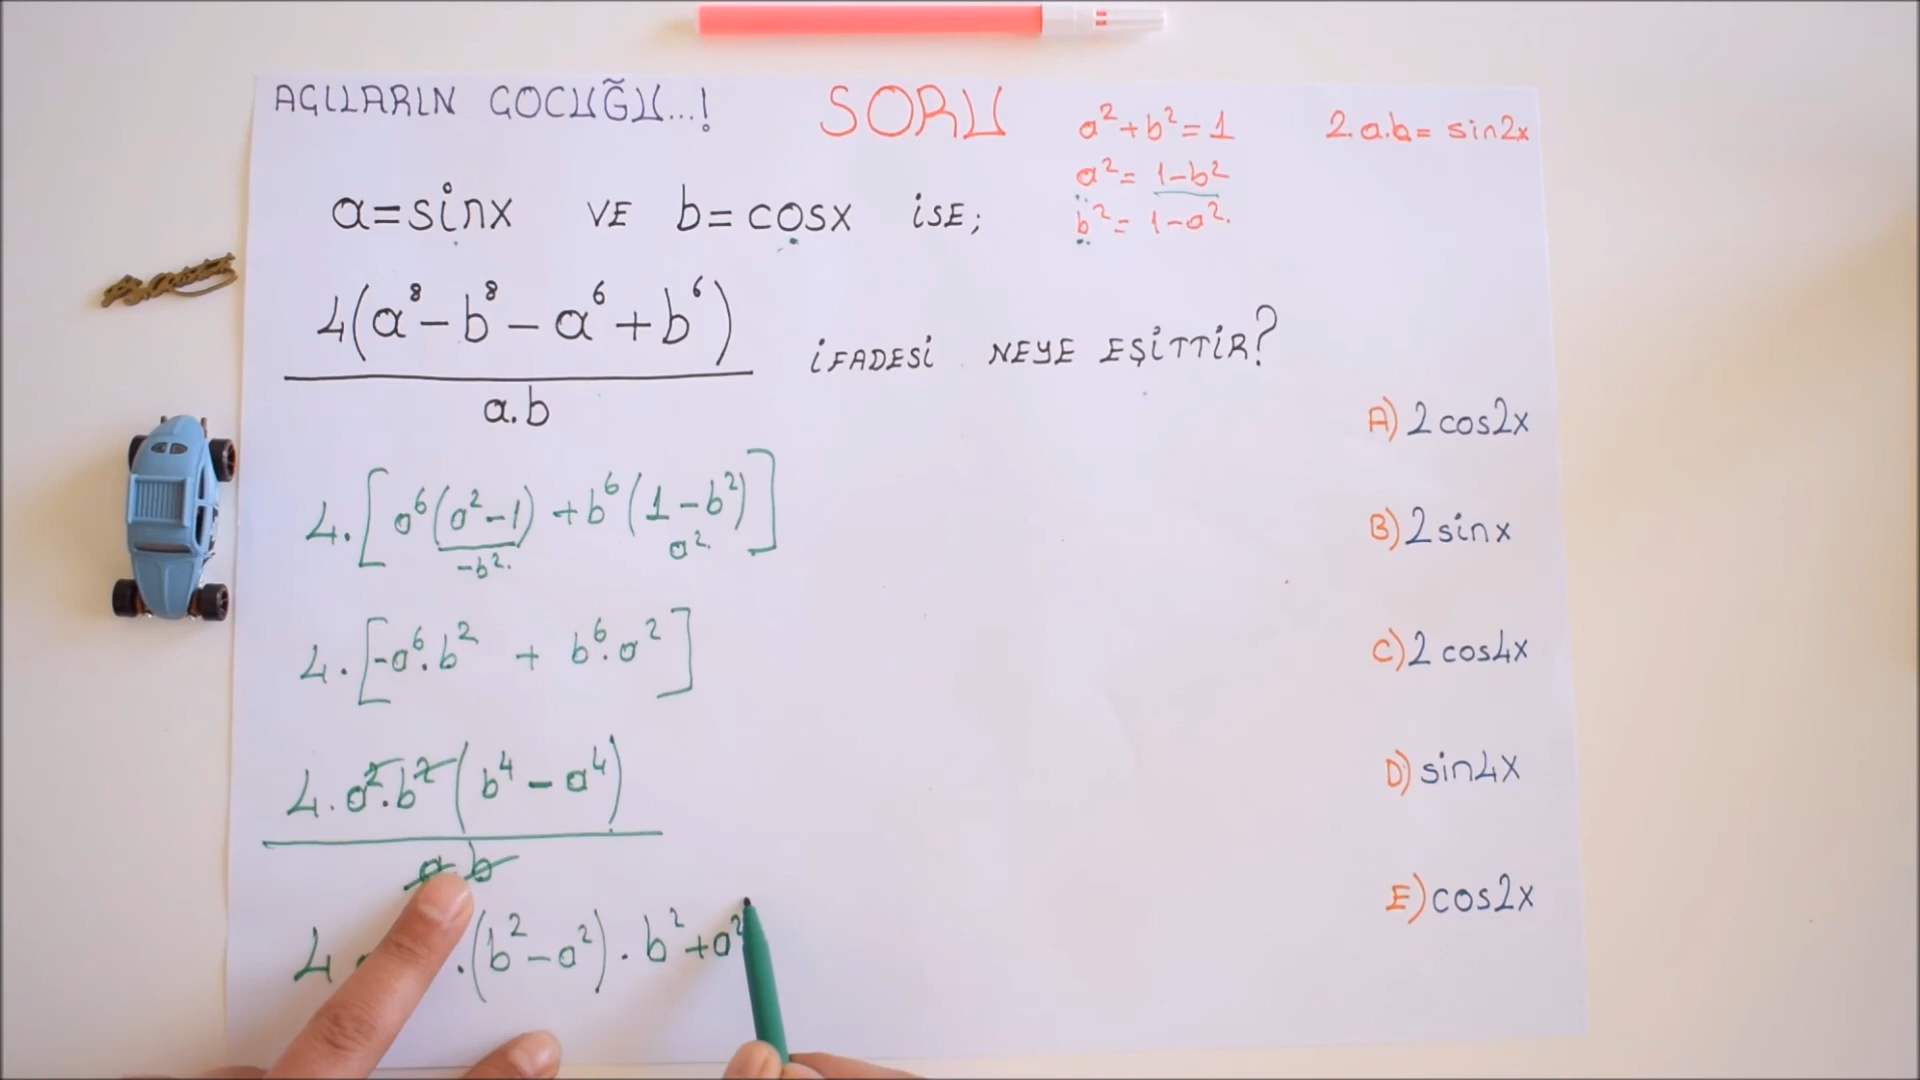 AÇILARIN ÇOCUĞU...!
SORU
a²+b²=1
a²= 1-b²
b²= 1-a².
2.a.b= sin2x
a=sinx VE b=cosx İSE;
4(a⁸-b⁸-a⁶+b⁶)
a.b
İFADESİ NEYE EŞİTTİR?
4.[a⁶(a²-1)+b⁶(1-b²)]
-b². a².
4.[-a⁶.b² + b⁶.a²]
4.a².b²(b⁴-a⁴)
a b
4 .(b²-a²).b²+a²
A) 2cos2x
B) 2sinx
C) 2cos4x
D) sin4x
E) cos2x